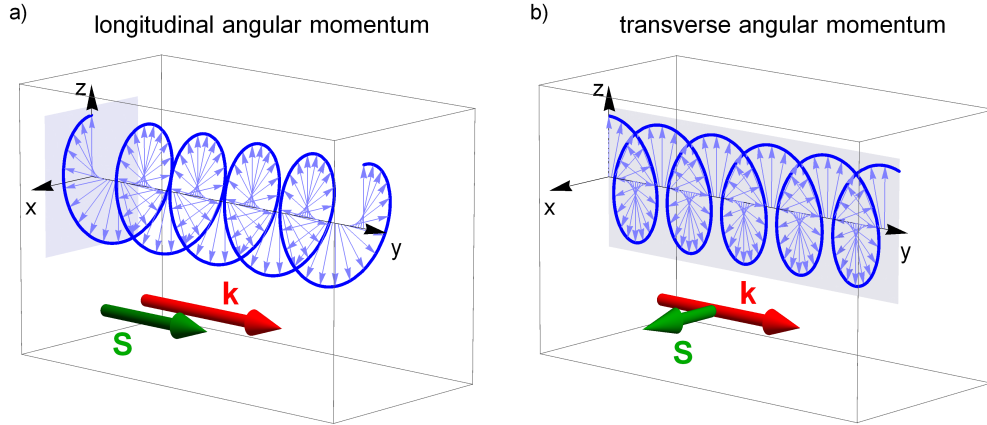 a)
longitudinal angular momentum
z
x
y
k
S
b)
transverse angular momentum
z
x
y
k
S